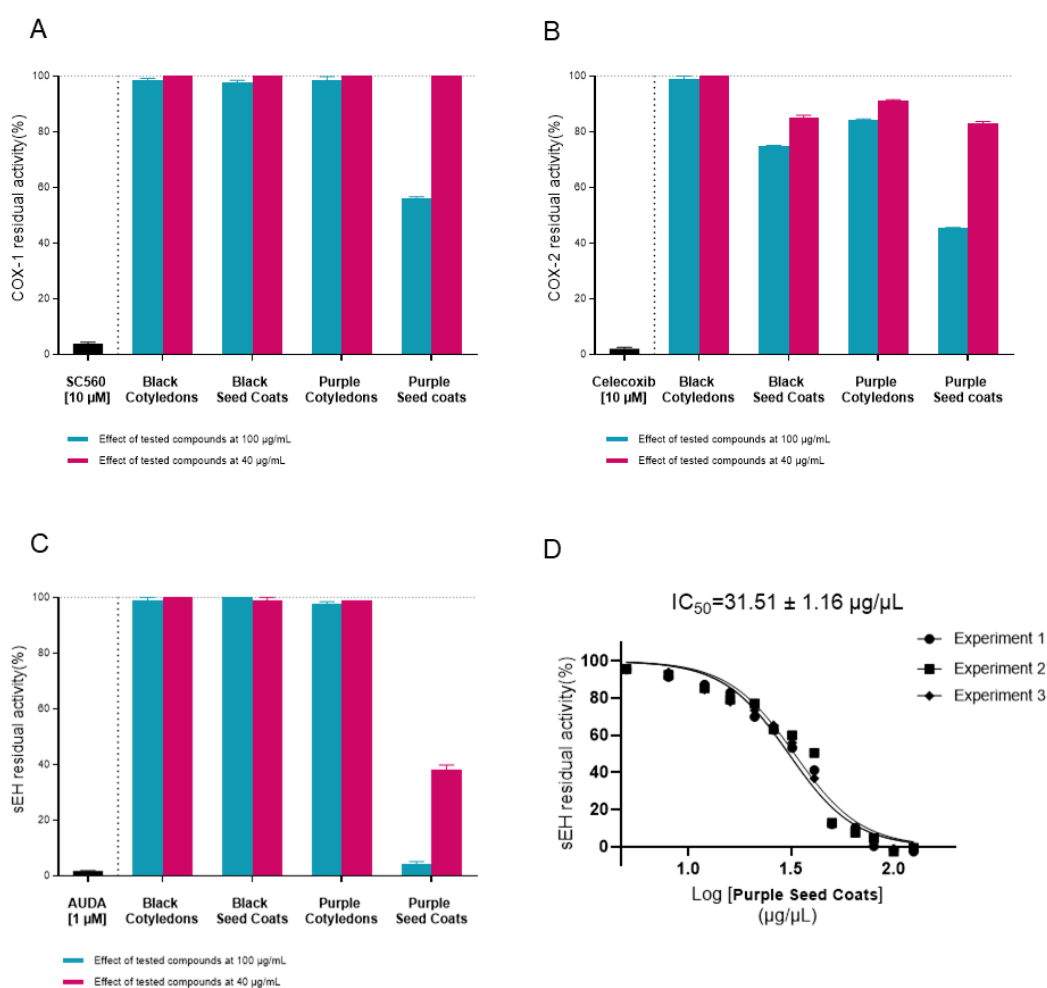 A
COX-1 residual activity(%)
100
80
60
40
20
0
SC560
[10 µM]
Black
Cotyledons
Black
Seed Coats
Purple
Cotyledons
Purple
Seed coats
Effect of tested compounds at 100 µg/mL
Effect of tested compounds at 40 µg/mL
B
COX-2 residual activity(%)
100
80
60
40
20
0
Celecoxib
[10 µM]
Black
Cotyledons
Black
Seed Coats
Purple
Cotyledons
Purple
Seed coats
Effect of tested compounds at 100 µg/mL
Effect of tested compounds at 40 µg/mL
C
sEH residual activity(%)
100
80
60
40
20
0
AUDA
[1 µM]
Black
Cotyledons
Black
Seed Coats
Purple
Cotyledons
Purple
Seed Coats
Effect of tested compounds at 100 µg/mL
Effect of tested compounds at 40 µg/mL
D
IC50=31.51 ± 1.16 µg/µL
Experiment 1
Experiment 2
Experiment 3
sEH residual activity(%)
100
80
60
40
20
0
1.0
1.5
2.0
Log [Purple Seed Coats]
(µg/µL)